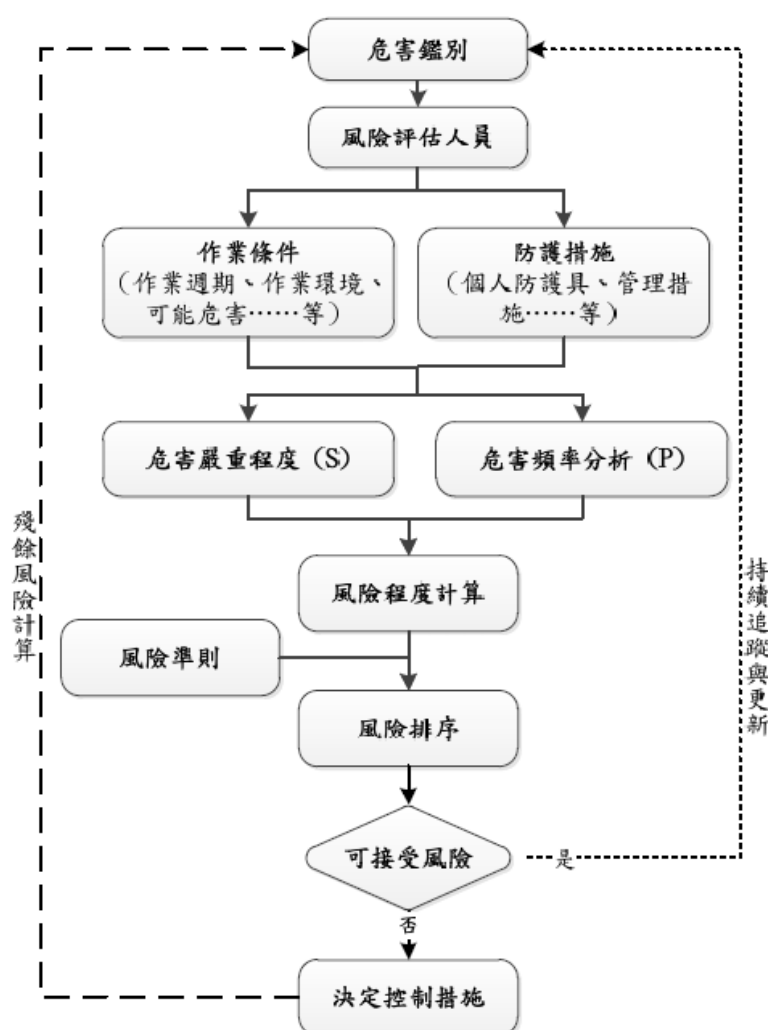 危害鑑別
風險評估人員
作業條件
（作業週期、作業環境、
可能危害……等）
防護措施
（個人防護具、管理措
施……等）
危害嚴重程度（S）
危害頻率分析（P）
風險程度計算
風險準則
風險排序
可接受風險
是
否
決定控制措施
殘餘風險計算
持續追蹤與更新